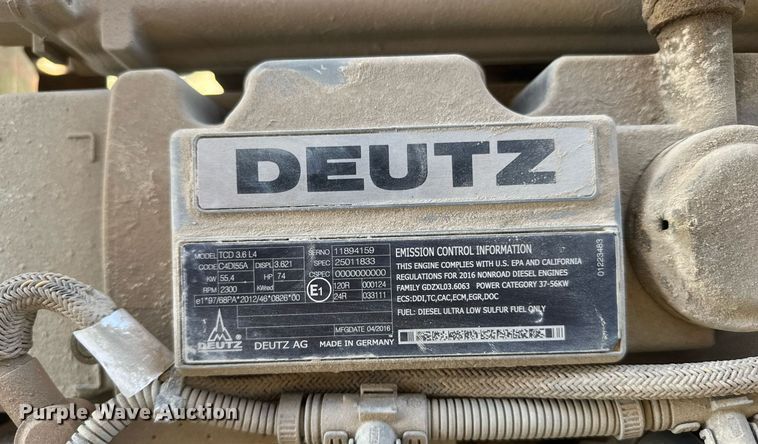 DEUTZ
MODEL TCD 3.6 L4
CODE C4DI55A DISPL 3.621
KW 55,4 HP 74
RPM 2300 KWred
e1*97/68PA*2012/46*0826*00
SERNO 11894159
SPEC 25011833
CSPEC 0000000000
E1 120R 000124
24R 033111
MFGDATE 04/2016
DEUTZ DEUTZ AG MADE IN GERMANY
EMISSION CONTROL INFORMATION
THIS ENGINE COMPLIES WITH U.S. EPA AND CALIFORNIA
REGULATIONS FOR 2016 NONROAD DIESEL ENGINES
FAMILY GDZXL03.6063 POWER CATEGORY 37-56KW
ECS:DDI,TC,CAC,ECM,EGR,DOC
FUEL: DIESEL ULTRA LOW SULFUR FUEL ONLY
01223483
Purple Wave Auction
purplewave.com